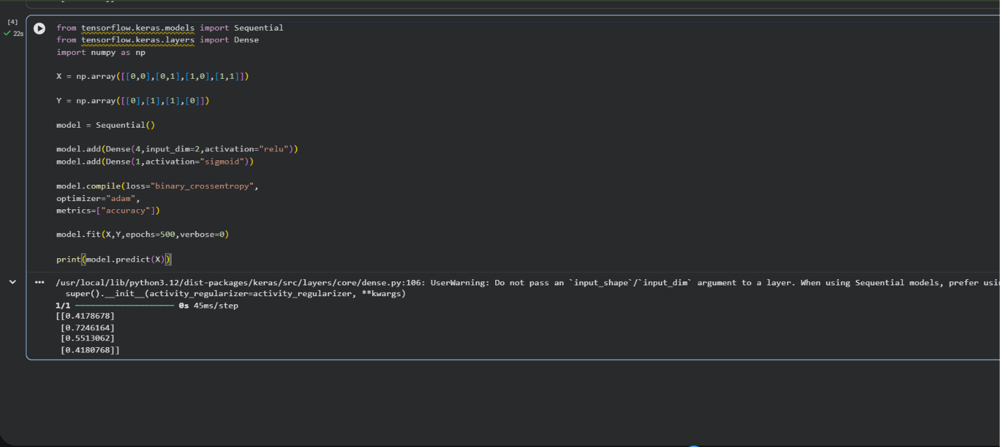 [4]
22s
from tensorflow.keras.models import Sequential
from tensorflow.keras.layers import Dense
import numpy as np
X = np.array([[0,0],[0,1],[1,0],[1,1]])
Y = np.array([[0],[1],[1],[0]])
model = Sequential()
model.add(Dense(4,input_dim=2,activation="relu"))
model.add(Dense(1,activation="sigmoid"))
model.compile(loss="binary_crossentropy",
optimizer="adam",
metrics=["accuracy"])
model.fit(X,Y,epochs=500,verbose=0)
print(model.predict(X))
/usr/local/lib/python3.12/dist-packages/keras/src/layers/core/dense.py:106: UserWarning: Do not pass an `input_shape`/`input_dim` argument to a layer. When using Sequential models, prefer usi
super().__init__(activity_regularizer=activity_regularizer, **kwargs)
1/1 ━━━━━━━━━━━━━━━━━━━━ 0s 45ms/step
[[0.4178678]
[0.7246164]
[0.5513062]
[0.4180768]]